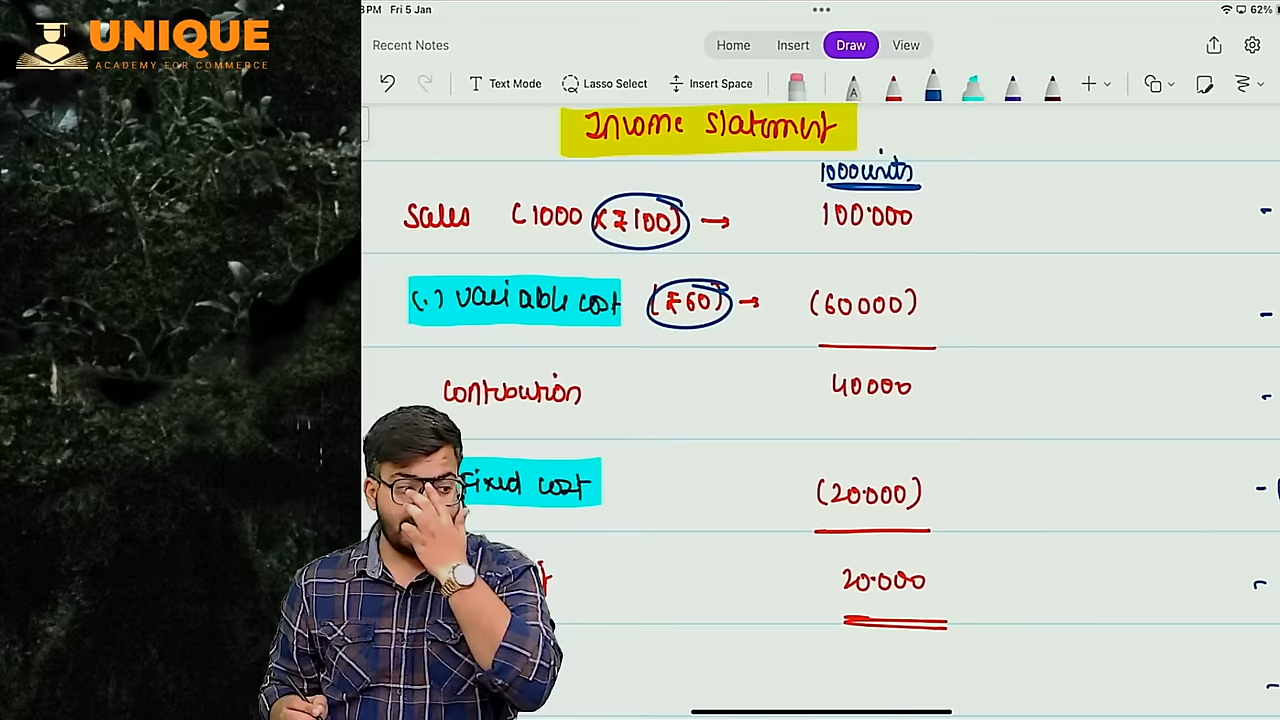 UNIQUE
ACADEMY FOR COMMERCE
PM Fri 5 Jan
62%
Recent Notes
Home Insert Draw View
Text Mode Lasso Select Insert Space
Income Statement
1000 units
Sales (1000 x ₹100) → 100.000
(-) Variable cost (₹60) → (60000)
Contribution 40000
Fixed cost (20.000)
20.000